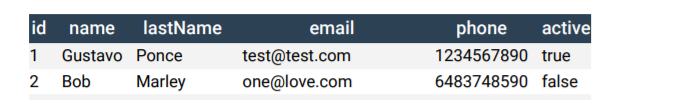 id name lastName email phone active
1 Gustavo Ponce test@test.com 1234567890 true
2 Bob Marley one@love.com 6483748590 false